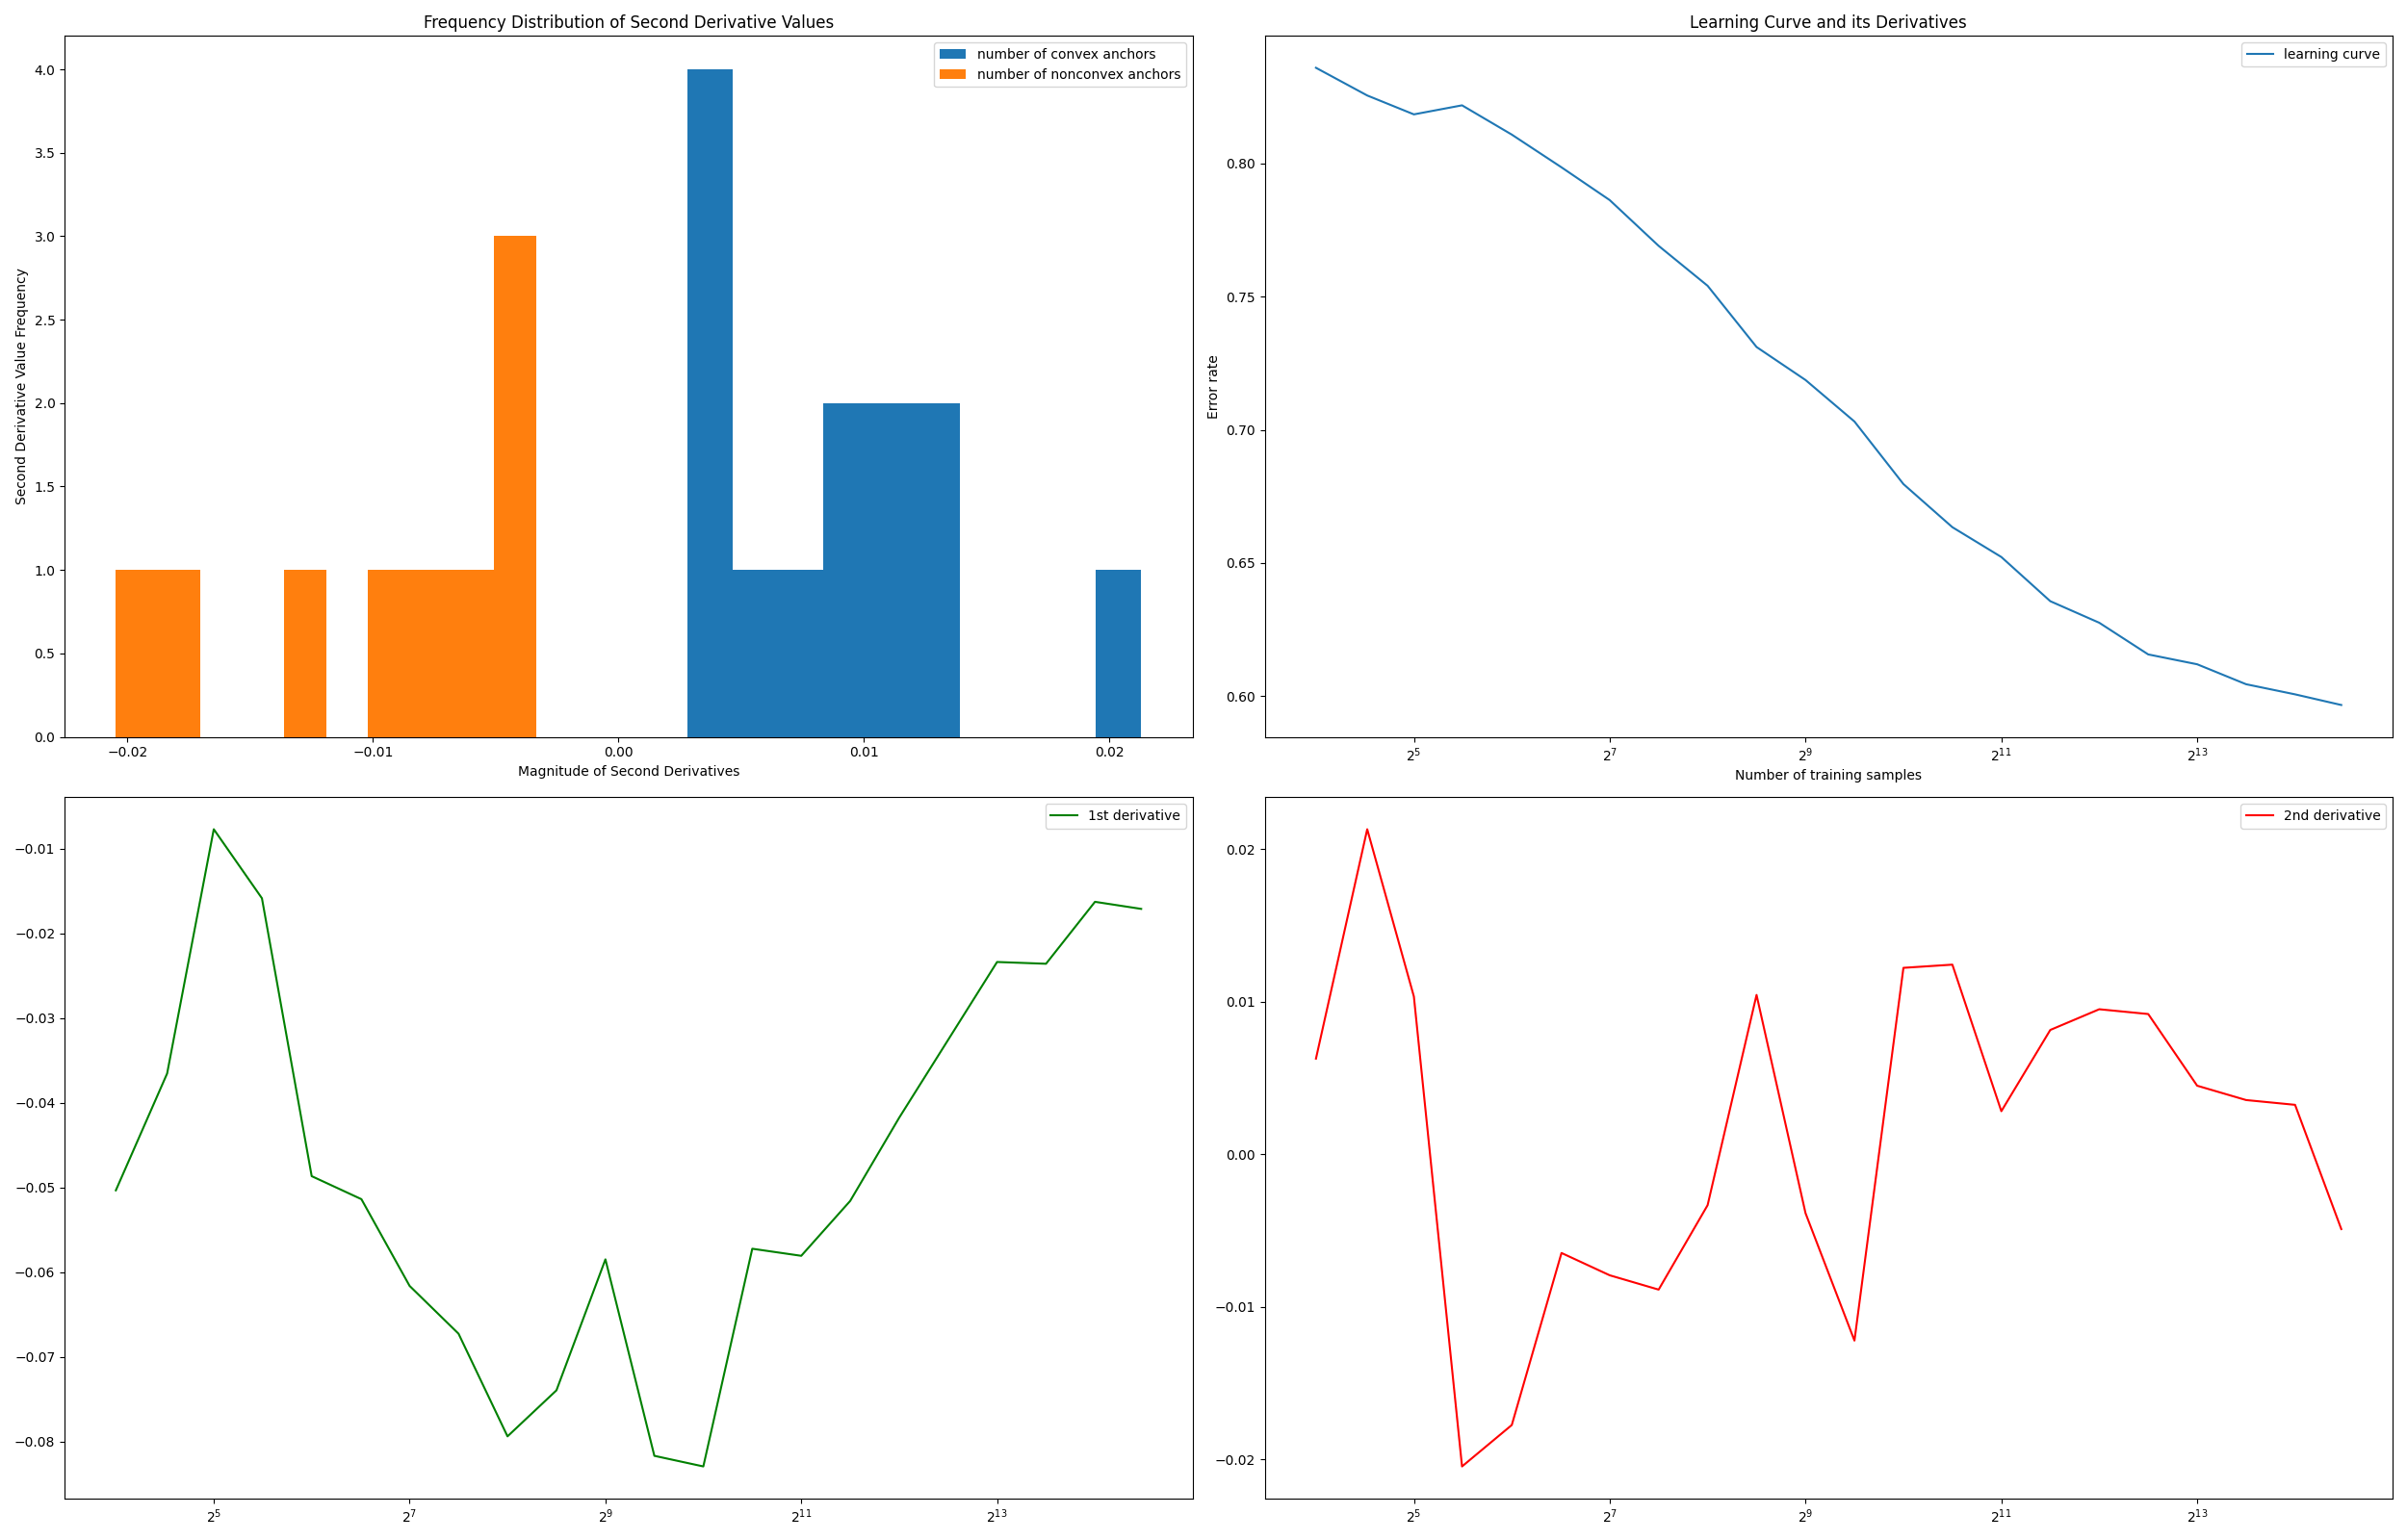 Frequency Distribution of Second Derivative Values
number of convex anchors
number of nonconvex anchors
4.0
3.5
3.0
2.5
2.0
1.5
1.0
0.5
0.0
Second Derivative Value Frequency
−0.02 −0.01 0.00 0.01 0.02
Magnitude of Second Derivatives
Learning Curve and its Derivatives
learning curve
0.80
0.75
0.70
0.65
0.60
Error rate
2^5 2^7 2^9 2^11 2^13
Number of training samples
1st derivative
−0.01
−0.02
−0.03
−0.04
−0.05
−0.06
−0.07
−0.08
2^5 2^7 2^9 2^11 2^13
2nd derivative
0.02
0.01
0.00
−0.01
−0.02
2^5 2^7 2^9 2^11 2^13